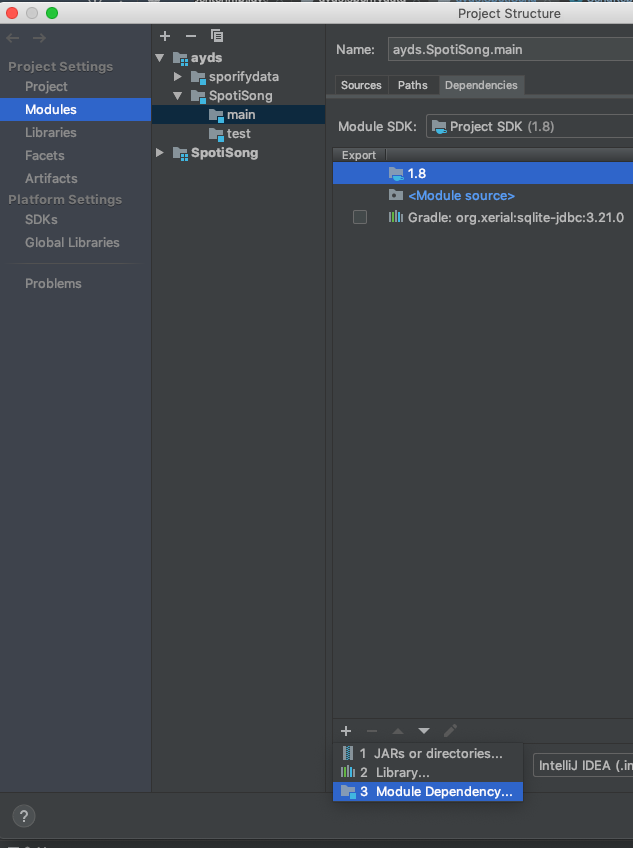 Project Structure
Project Settings
Project
Modules
Libraries
Facets
Artifacts
Platform Settings
SDKs
Global Libraries
Problems
ayds
sporifydata
SpotiSong
main
test
SpotiSong
Name: ayds.SpotiSong.main
Sources Paths Dependencies
Module SDK: Project SDK (1.8)
Export
1.8
<Module source>
Gradle: org.xerial:sqlite-jdbc:3.21.0
1 JARs or directories...
2 Library...
3 Module Dependency...
IntelliJ IDEA (.in
?